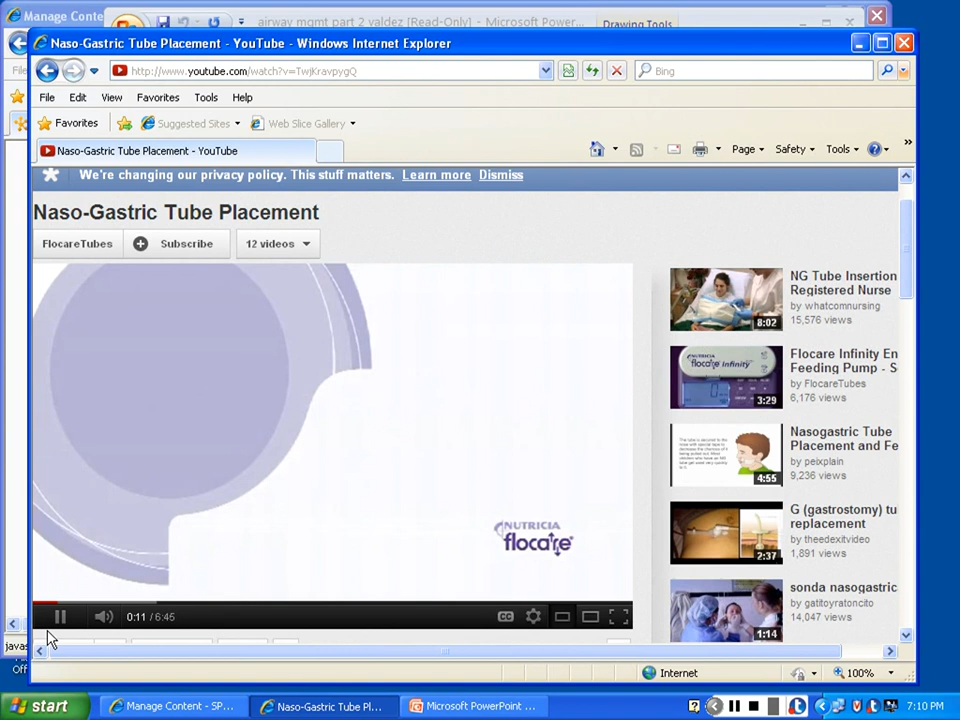 Manage Conte
airway mgmt part 2 valdez [Read-Only] - Microsoft Power...
Drawing Tools
Naso-Gastric Tube Placement - YouTube - Windows Internet Explorer
http://www.youtube.com/watch?v=TwjKravpygQ
Bing
File Edit View Favorites Tools Help
Favorites Suggested Sites Web Slice Gallery
Naso-Gastric Tube Placement - YouTube
Page Safety Tools
We're changing our privacy policy. This stuff matters. Learn more Dismiss
Naso-Gastric Tube Placement
FlocareTubes Subscribe 12 videos
NUTRICIA
flocare
0:11 / 6:45
CC
NG Tube Insertion
Registered Nurse
by whatcomnursing
15,576 views
8:02
Flocare Infinity En
Feeding Pump - S
by FlocareTubes
6,176 views
NUTRICIA
flocare infinity
3:29
Nasogastric Tube
Placement and Fe
by peixplain
9,236 views
4:55
G (gastrostomy) tu
replacement
by theedexitvideo
1,891 views
2:37
sonda nasogastric
by gatitoyratoncito
14,047 views
1:14
javas
Off
Internet
100%
start
Manage Content - SP...
Naso-Gastric Tube Pl...
Microsoft PowerPoint ...
7:10 PM